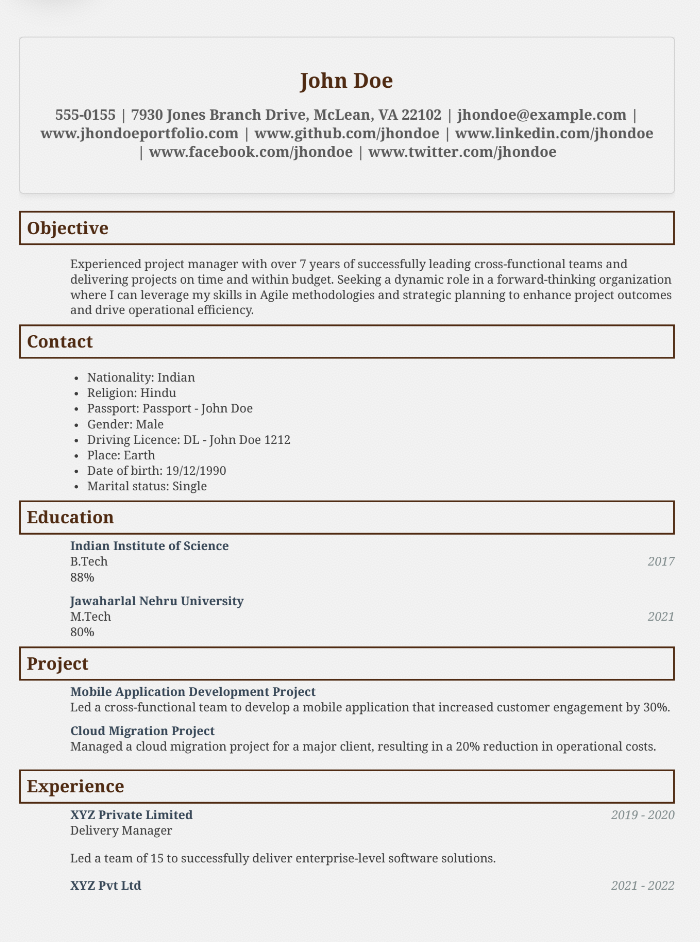 John Doe
555-0155 | 7930 Jones Branch Drive, McLean, VA 22102 | jhondoe@example.com |
www.jhondoeportfolio.com | www.github.com/jhondoe | www.linkedin.com/jhondoe
| www.facebook.com/jhondoe | www.twitter.com/jhondoe
Objective
Experienced project manager with over 7 years of successfully leading cross-functional teams and
delivering projects on time and within budget. Seeking a dynamic role in a forward-thinking organization
where I can leverage my skills in Agile methodologies and strategic planning to enhance project outcomes
and drive operational efficiency.
Contact
• Nationality: Indian
• Religion: Hindu
• Passport: Passport - John Doe
• Gender: Male
• Driving Licence: DL - John Doe 1212
• Place: Earth
• Date of birth: 19/12/1990
• Marital status: Single
Education
Indian Institute of Science
B.Tech 2017
88%
Jawaharlal Nehru University
M.Tech 2021
80%
Project
Mobile Application Development Project
Led a cross-functional team to develop a mobile application that increased customer engagement by 30%.
Cloud Migration Project
Managed a cloud migration project for a major client, resulting in a 20% reduction in operational costs.
Experience
XYZ Private Limited 2019 - 2020
Delivery Manager
Led a team of 15 to successfully deliver enterprise-level software solutions.
XYZ Pvt Ltd 2021 - 2022